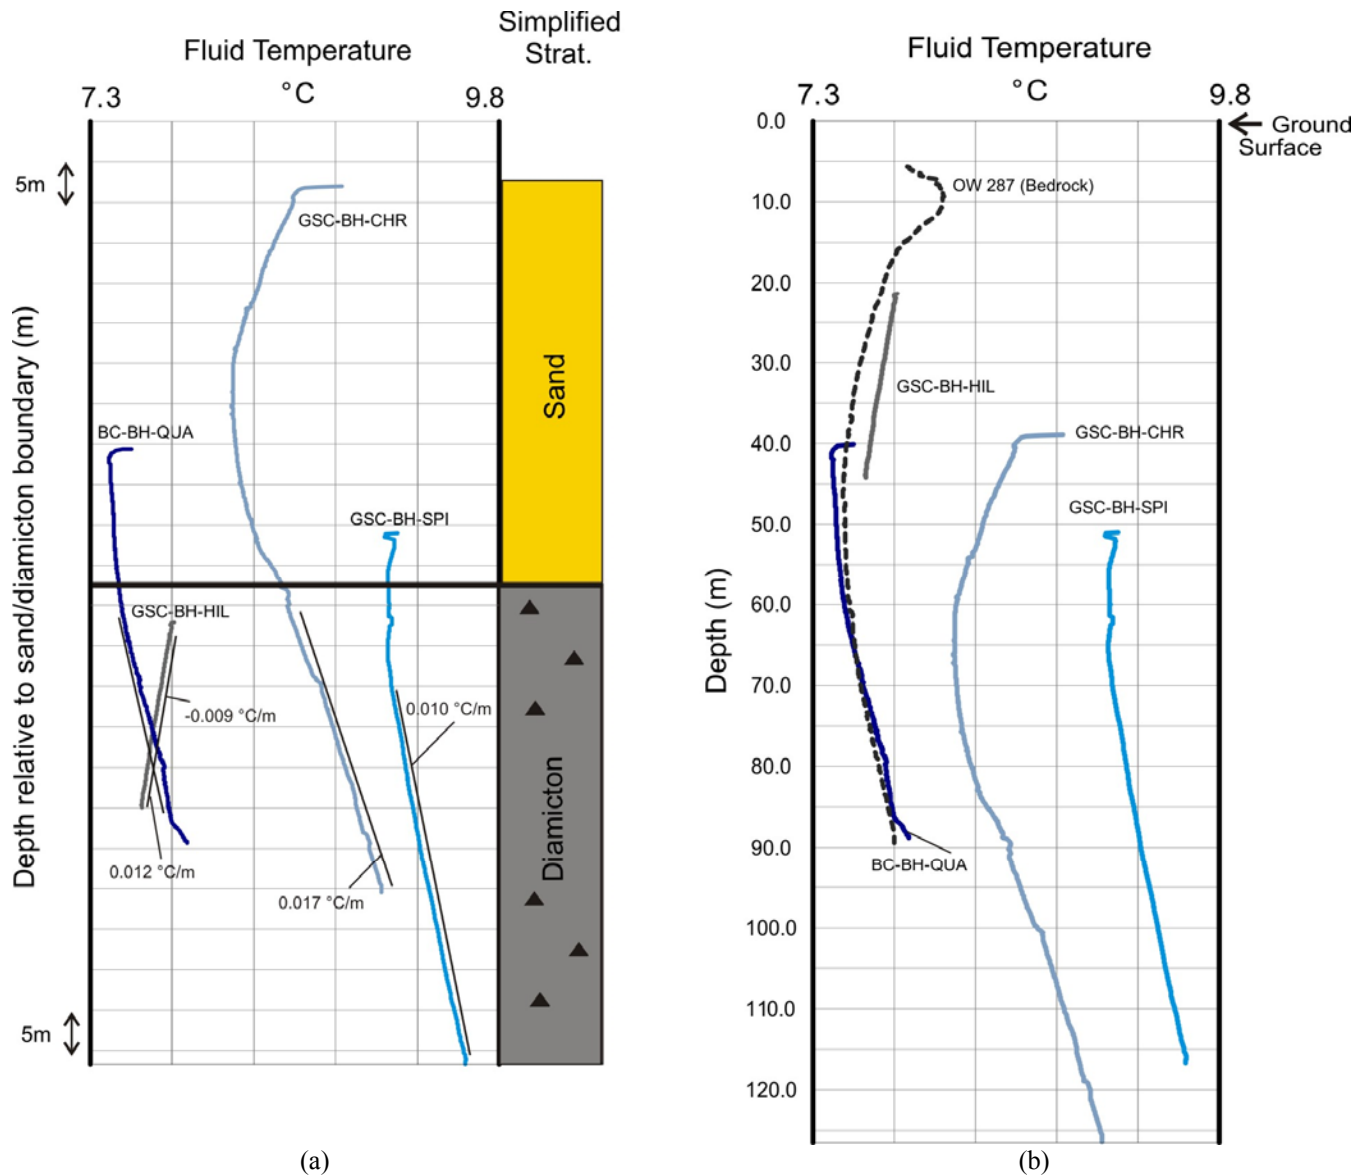 Simplified
Strat.
Fluid Temperature
°C
7.3
9.8
5m
GSC-BH-CHR
BC-BH-QUA
GSC-BH-SPI
GSC-BH-HIL
-0.009 °C/m
0.010 °C/m
0.012 °C/m
0.017 °C/m
5m
Depth relative to sand/diamicton boundary (m)
Sand
Diamicton
(a)
Fluid Temperature
°C
7.3
9.8
0.0
Ground
Surface
OW 287 (Bedrock)
10.0
20.0
30.0
GSC-BH-HIL
40.0
GSC-BH-CHR
GSC-BH-SPI
50.0
60.0
70.0
80.0
90.0
BC-BH-QUA
100.0
110.0
120.0
Depth (m)
(b)